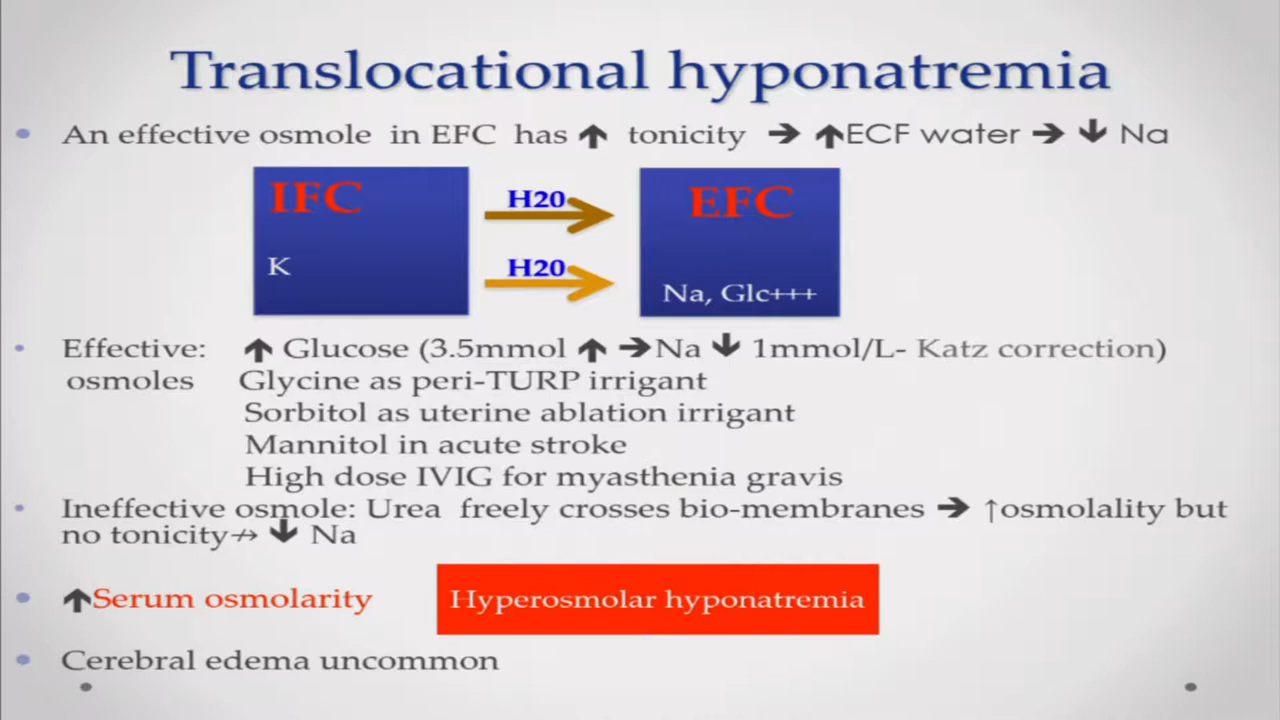 Translocational hyponatremia
• An effective osmole in EFC has ↑ tonicity → ↑ECF water → ↓ Na
IFC
H20
EFC
K
H20
Na, Glc+++
• Effective: ↑ Glucose (3.5mmol ↑ →Na ↓ 1mmol/L- Katz correction)
osmoles Glycine as peri-TURP irrigant
Sorbitol as uterine ablation irrigant
Mannitol in acute stroke
High dose IVIG for myasthenia gravis
• Ineffective osmole: Urea freely crosses bio-membranes → ↑osmolality but
no tonicity↛ ↓ Na
• ↑Serum osmolarity
Hyperosmolar hyponatremia
• Cerebral edema uncommon